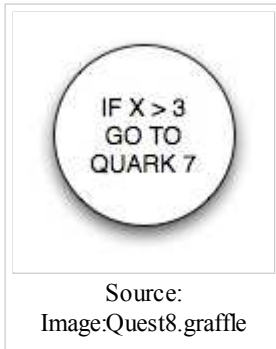 IF X > 3
GO TO
QUARK 7
Source:
Image:Quest8.graffle